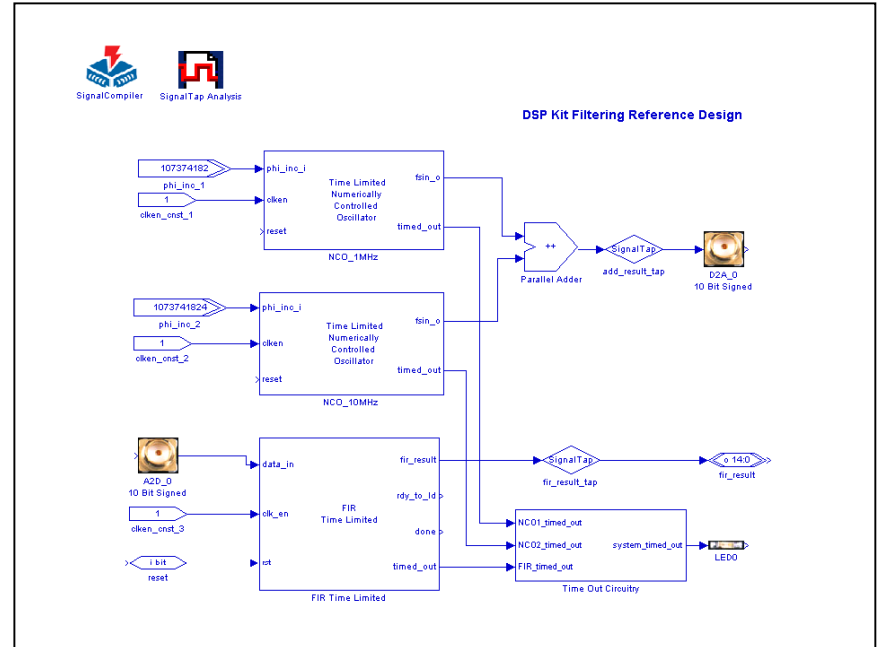 SignalCompiler
SignalTap Analysis
DSP Kit Filtering Reference Design
107374182
phi_inc_1
1
clken_cnst_1
phi_inc_i
clken
reset
Time Limited
Numerically
Controlled
Oscillator
fsin_o
timed_out
NCO_1MHz
++
Parallel Adder
SignalTap
add_result_tap
D2A_0
10 Bit Signed
1073741824
phi_inc_2
1
clken_cnst_2
phi_inc_i
clken
reset
Time Limited
Numerically
Controlled
Oscillator
fsin_o
timed_out
NCO_10MHz
A2D_0
10 Bit Signed
1
clken_cnst_3
i bit
reset
data_in
clk_en
rst
FIR
Time Limited
fir_result
rdy_to_ld
done
timed_out
FIR Time Limited
SignalTap
fir_result_tap
o 14:0
fir_result
NCO1_timed_out
NCO2_timed_out
FIR_timed_out
system_timed_out
Time Out Circuitry
LED0